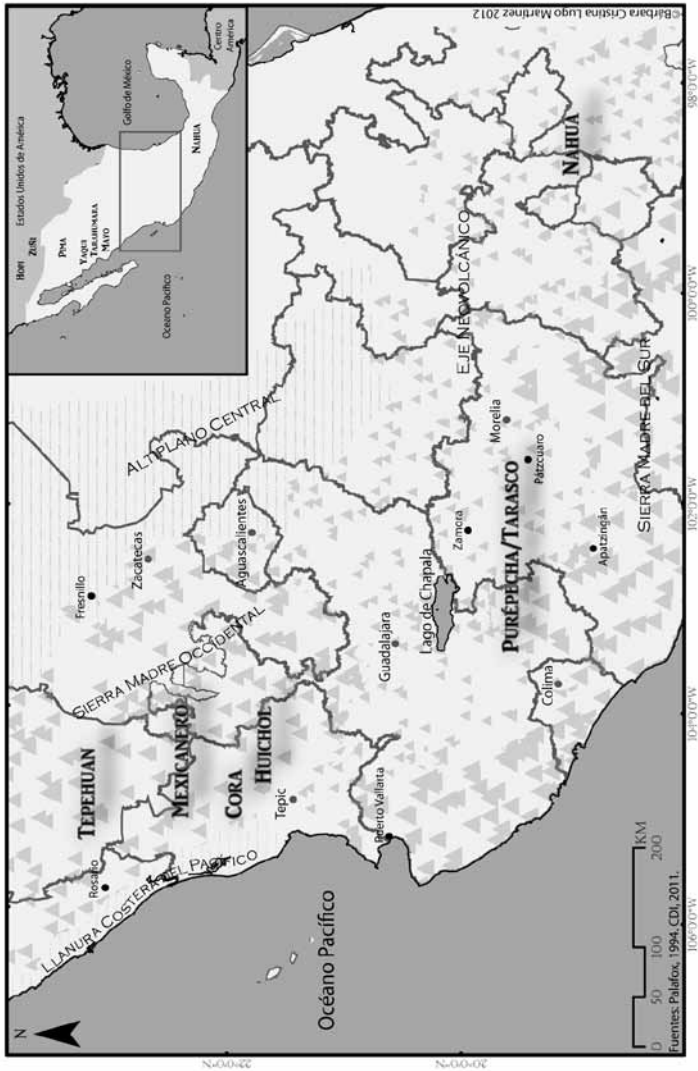 N
Estados Unidos de América
HOPI
ZUÑI
PIMA
YAQUI
TARAHUMARA
MAYO
Golfo de México
NAHUA
Centro
América
Oceano Pacífico
Fresnillo
Zacatecas
ALTIPLANO CENTRAL
Aguascalientes
SIERRA MADRE OCCIDENTAL
TEPEHUAN
MEXICANERO
CORA
HUICHOL
Rosario
LLANURA COSTERA DEL PACÍFICO
Tepic
Puerto Vallarta
Guadalajara
Lago de Chapala
Océano Pacífico
EJE NEOVOLCÁNICO
Zamora
Morelia
PURÉPECHA/TARASCO
Pátzcuaro
Apatzingán
Colima
NAHUA
SIERRA MADRE DEL SUR
22°0'0"N
20°0'0"N
0 50 100 200
KM
Fuentes: Palafox, 1994. CDI, 2011.
©Bárbara Cristina Lugo Martínez 2012
106°0'0"W
104°0'0"W
102°0'0"W
100°0'0"W
98°0'0"W